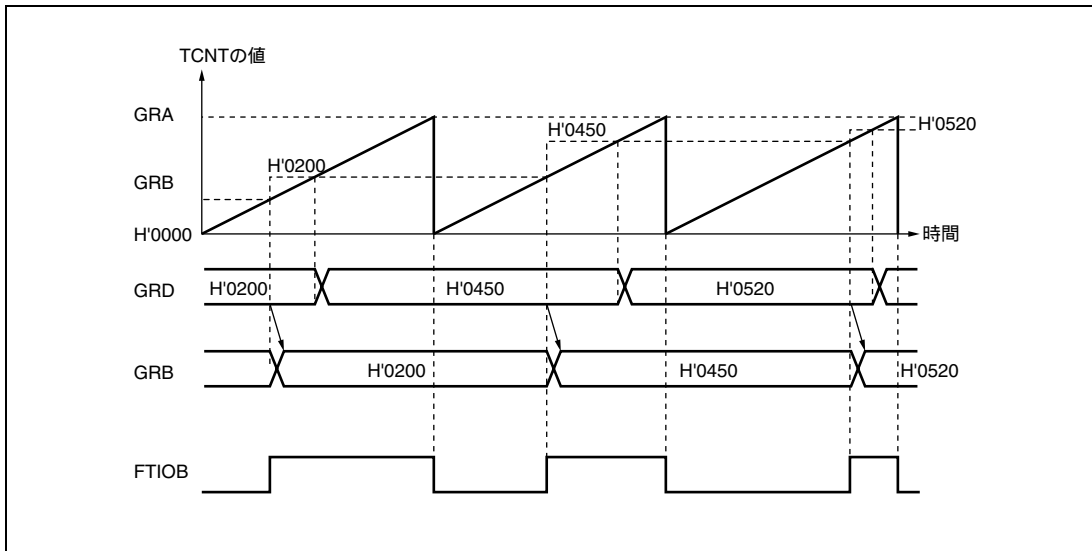 TCNTの値
GRA
H'0520
H'0450
H'0200
GRB
H'0000
時間
GRD
H'0200
H'0450
H'0520
GRB
H'0200
H'0450
H'0520
FTIOB